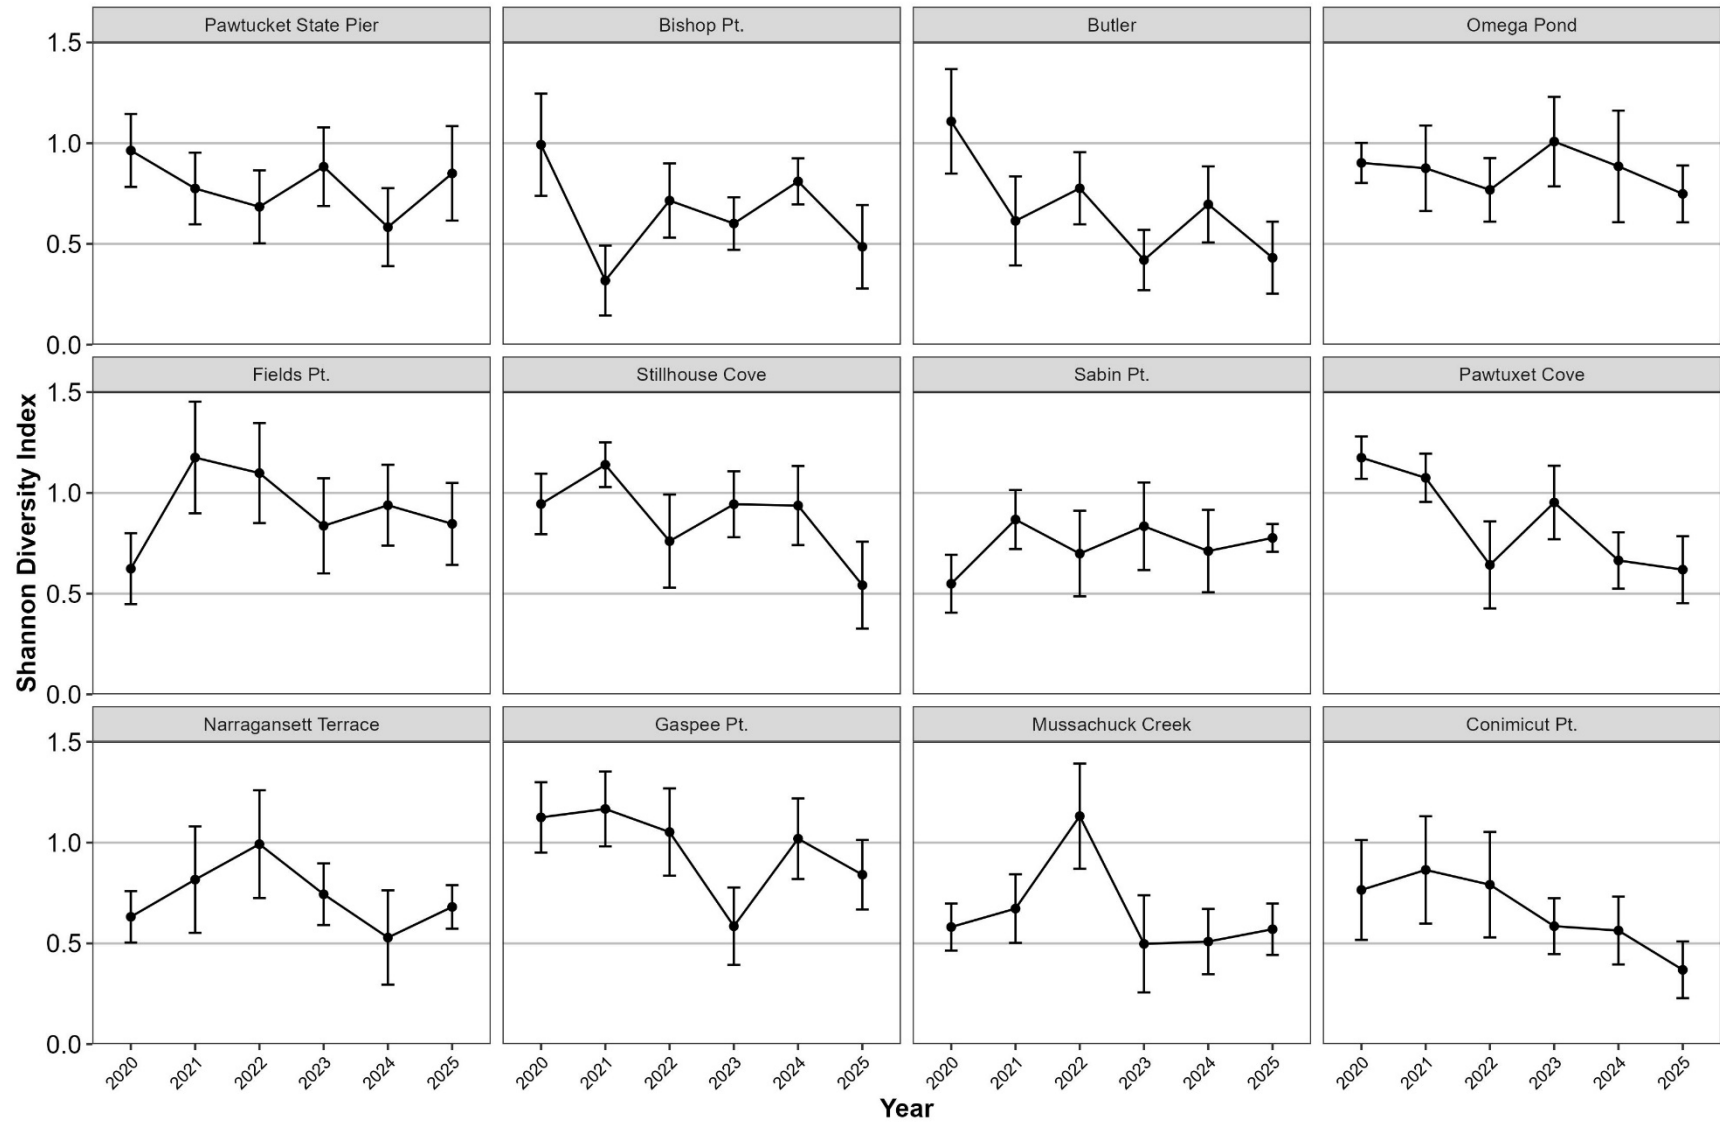 Pawtucket State Pier
Bishop Pt.
Butler
Omega Pond
1.5
1.0
0.5
0.0
Fields Pt.
Stillhouse Cove
Sabin Pt.
Pawtuxet Cove
1.5
1.0
0.5
0.0
Narragansett Terrace
Gaspee Pt.
Mussachuck Creek
Conimicut Pt.
1.5
1.0
0.5
0.0
Shannon Diversity Index
2020 2021 2022 2023 2024 2025
2020 2021 2022 2023 2024 2025
2020 2021 2022 2023 2024 2025
2020 2021 2022 2023 2024 2025
Year